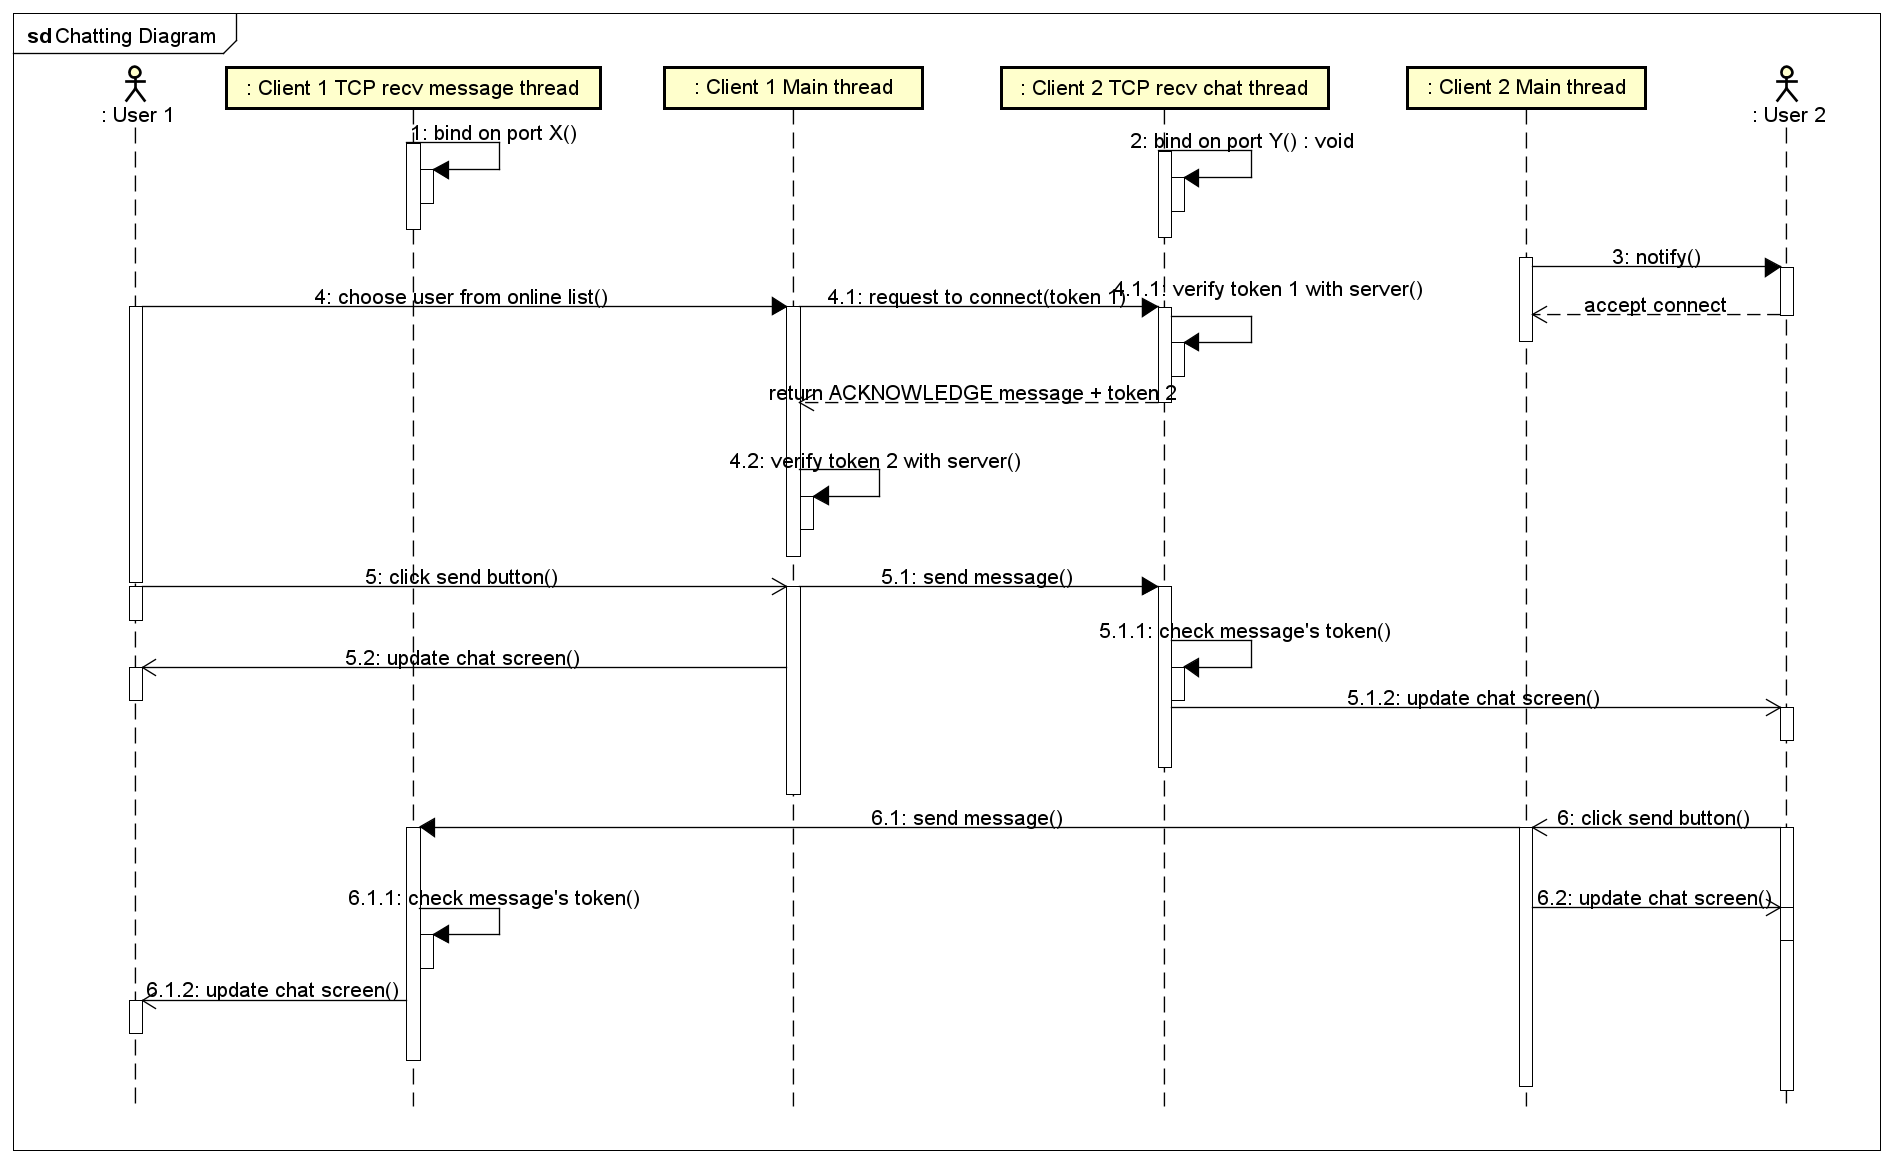 sd Chatting Diagram
: User 1
: Client 1 TCP recv message thread
: Client 1 Main thread
: Client 2 TCP recv chat thread
: Client 2 Main thread
: User 2
1: bind on port X()
2: bind on port Y() : void
3: notify()
4: choose user from online list()
4.1: request to connect(token 1)
4.1.1: verify token 1 with server()
accept connect
return ACKNOWLEDGE message + token 2
4.2: verify token 2 with server()
5: click send button()
5.1: send message()
5.1.1: check message's token()
5.2: update chat screen()
5.1.2: update chat screen()
6.1: send message()
6: click send button()
6.1.1: check message's token()
6.2: update chat screen()
6.1.2: update chat screen()